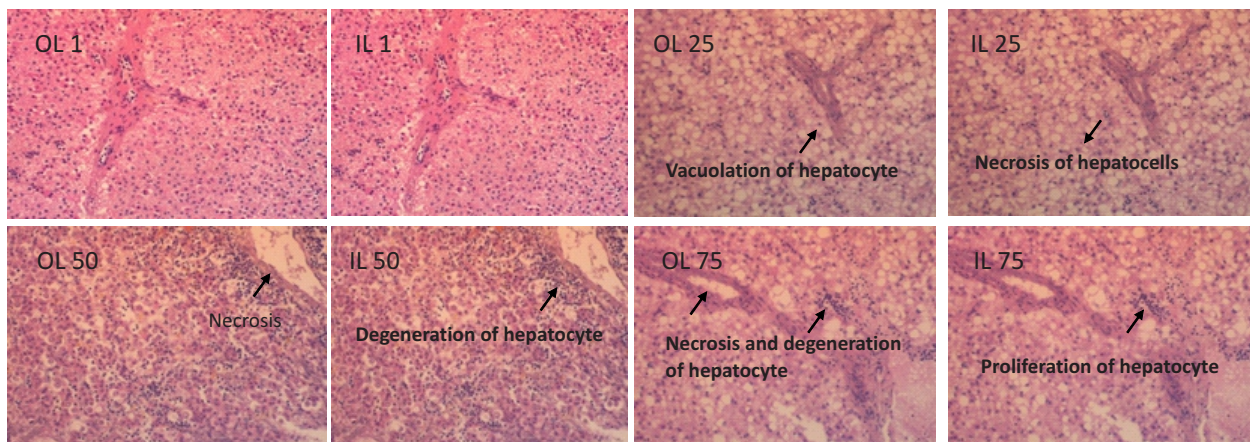 OL 1
IL 1
OL 25
IL 25
Vacuolation of hepatocyte
Necrosis of hepatocells
OL 50
IL 50
OL 75
IL 75
Necrosis
Degeneration of hepatocyte
Necrosis and degeneration
of hepatocyte
Proliferation of hepatocyte